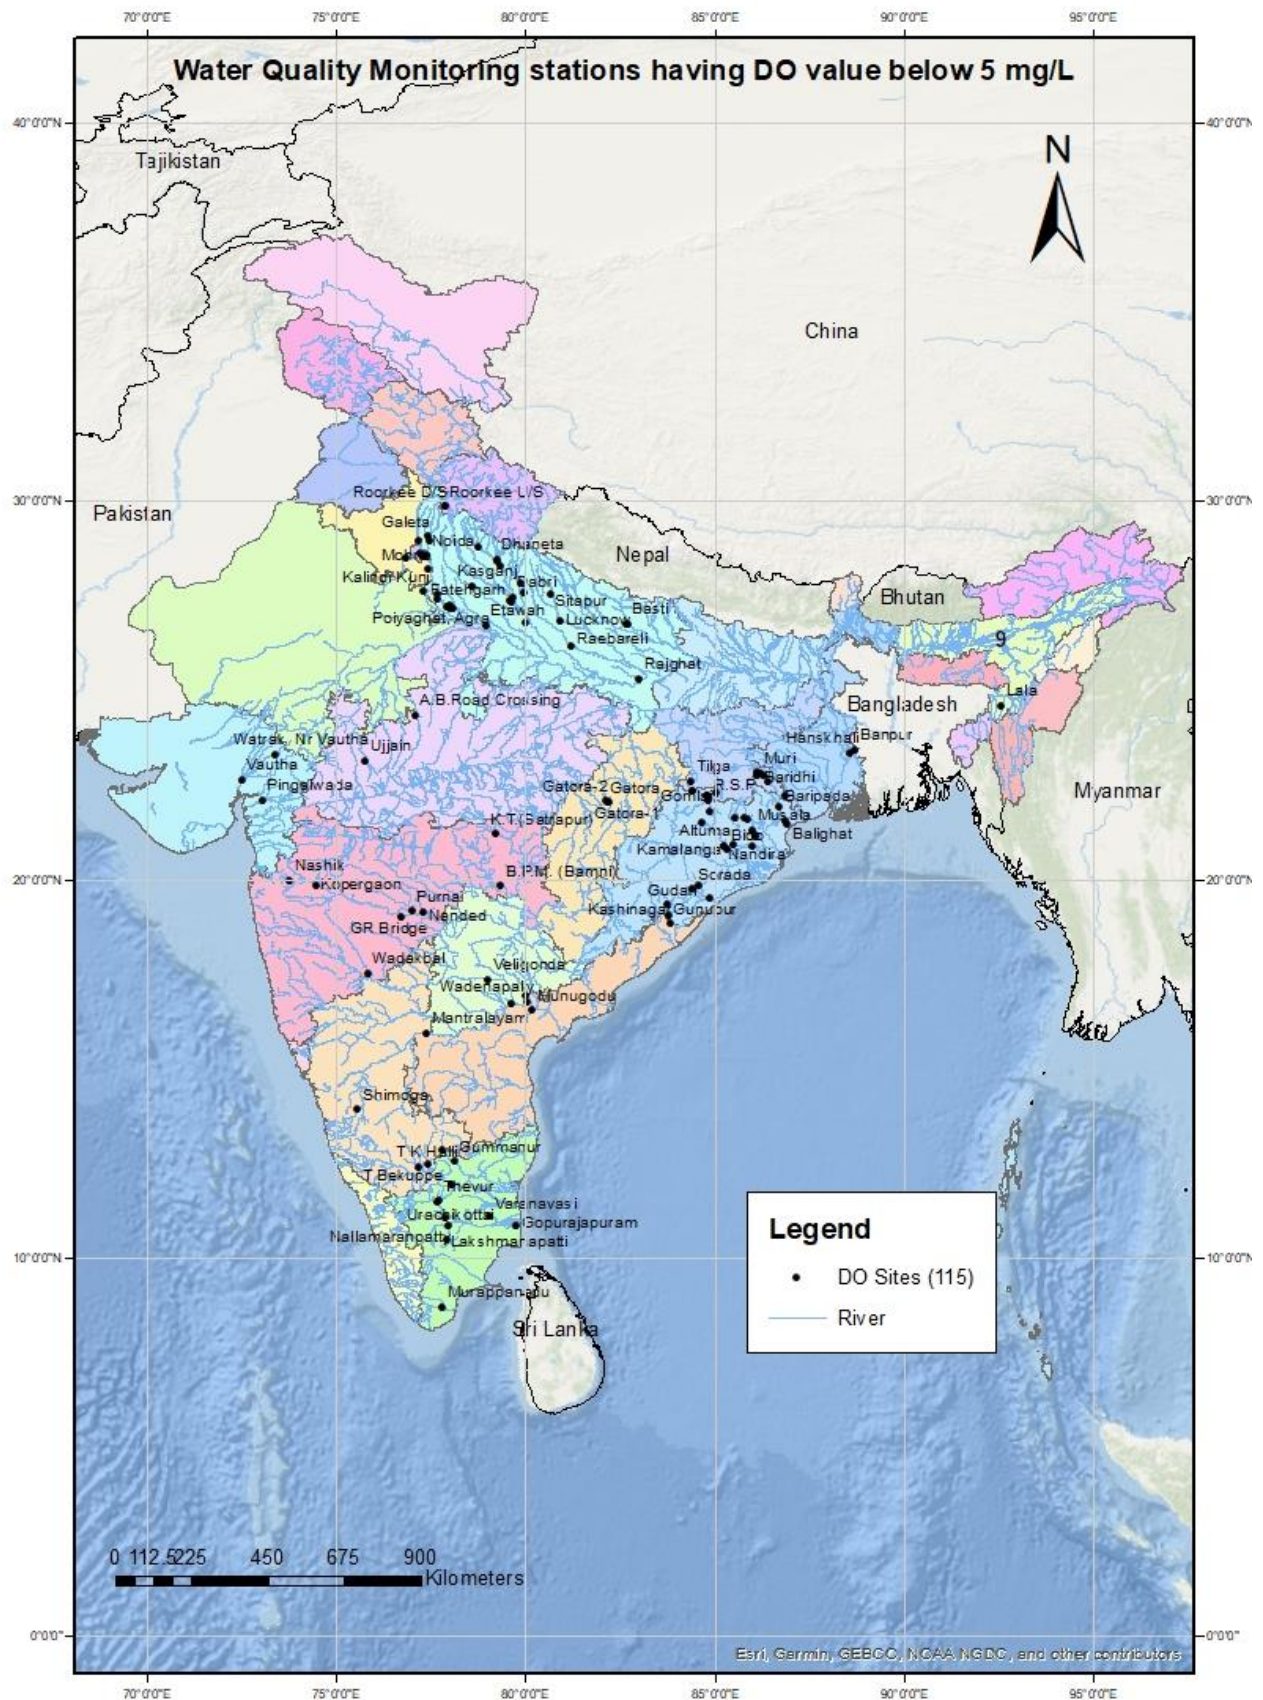 70°0'0"E 75°0'0"E 80°0'0"E 85°0'0"E 90°0'0"E 95°0'0"E
Water Quality Monitoring stations having DO value below 5 mg/L
40°0'0"N 40°0'0"N
N
Tajikistan
China
30°0'0"N 30°0'0"N
Pakistan
Roorkee D/S Roorkee U/S
Galeta
Noida
Dhuneta
Nepal
Kasganj
Kalindi Kunj
Dabri
Fatehgarh
Sitapur
Bhutan
Etawah
Basti
Poiyaghat, Agra
Lucknow
Raebareli
9
Rajghat
Lala
A.B.Road Crossing
Bangladesh
Watrak, Nr Vautha
Ujjain
Hanskhali
Banpur
Vautha
Tilga
Muri
Pingalwada
R.S.P
Baridhi
Myanmar
Gatora-2
Gatora
Gomlai
Baripada
Gatora-1
K.T.(Satrapur)
Altuma
Musala
Balighat
Kamalanga
Nandira
Nashik
B.P.M. (Bamni)
Sorada
20°0'0"N 20°0'0"N
Kopergaon
Purna
Gudari
Nanded
Kashinagar
Gunupur
GR Bridge
Wadakbal
Veligonda
Wadenapally
Munugodu
Mantralayam
Shimoga
T K Halli
Gummanur
T Bekuppe
Thevur
Varanavasi
Urachikottai
Gopurajapuram
Nallamaranpatty
Lakshmanapatti
10°0'0"N 10°0'0"N
Murappanadu
Sri Lanka
Legend
DO Sites (115)
River
0 112.5 225 450 675 900
Kilometers
0°0'0" 0°0'0"
Esri, Garmin, GEBCO, NOAA NGDC, and other contributors
70°0'0"E 75°0'0"E 80°0'0"E 85°0'0"E 90°0'0"E 95°0'0"E